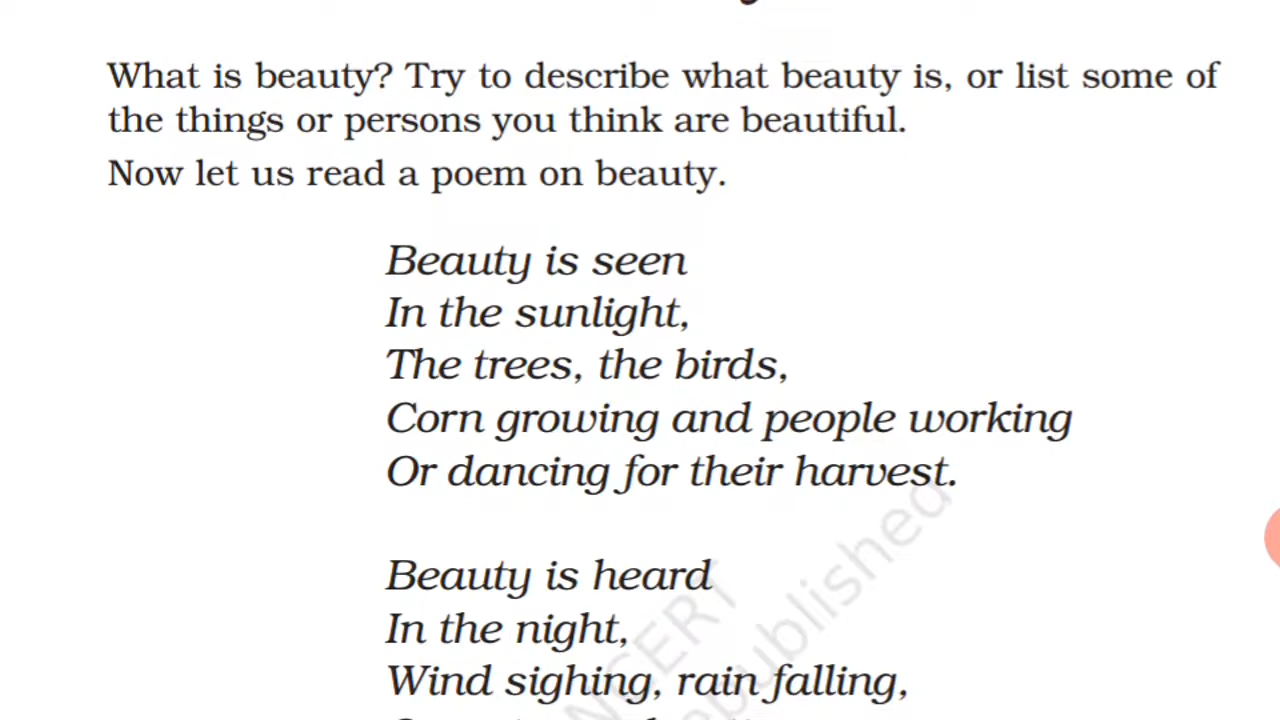 What is beauty? Try to describe what beauty is, or list some of
the things or persons you think are beautiful.
Now let us read a poem on beauty.
Beauty is seen
In the sunlight,
The trees, the birds,
Corn growing and people working
Or dancing for their harvest.
Beauty is heard
In the night,
Wind sighing, rain falling,
NCERT
republished